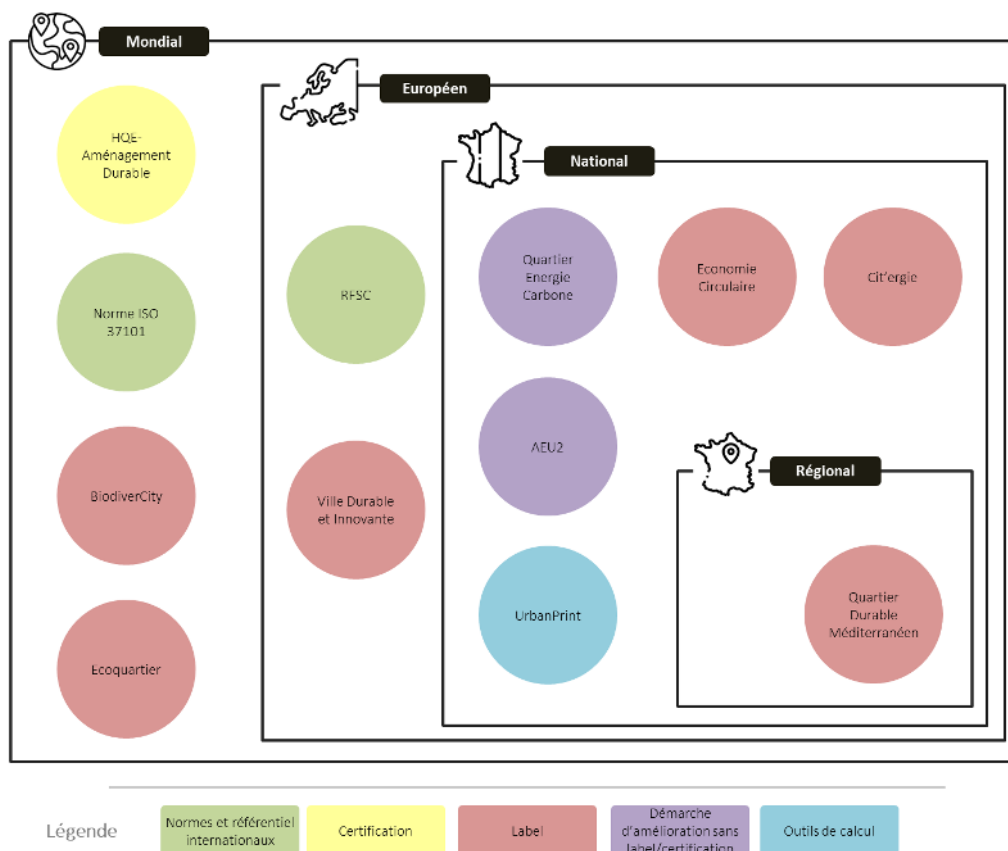 Mondial
Européen
National
Régional
HQE-
Aménagement
Durable
Norme ISO
37101
BiodiverCity
Ecoquartier
RFSC
Ville Durable
et Innovante
Quartier
Energie
Carbone
Economie
Circulaire
Cit'ergie
AEU2
UrbanPrint
Quartier
Durable
Méditerranéen
Légende
Normes et référentiel
internationaux
Certification
Label
Démarche
d'amélioration sans
label/certification
Outils de calcul